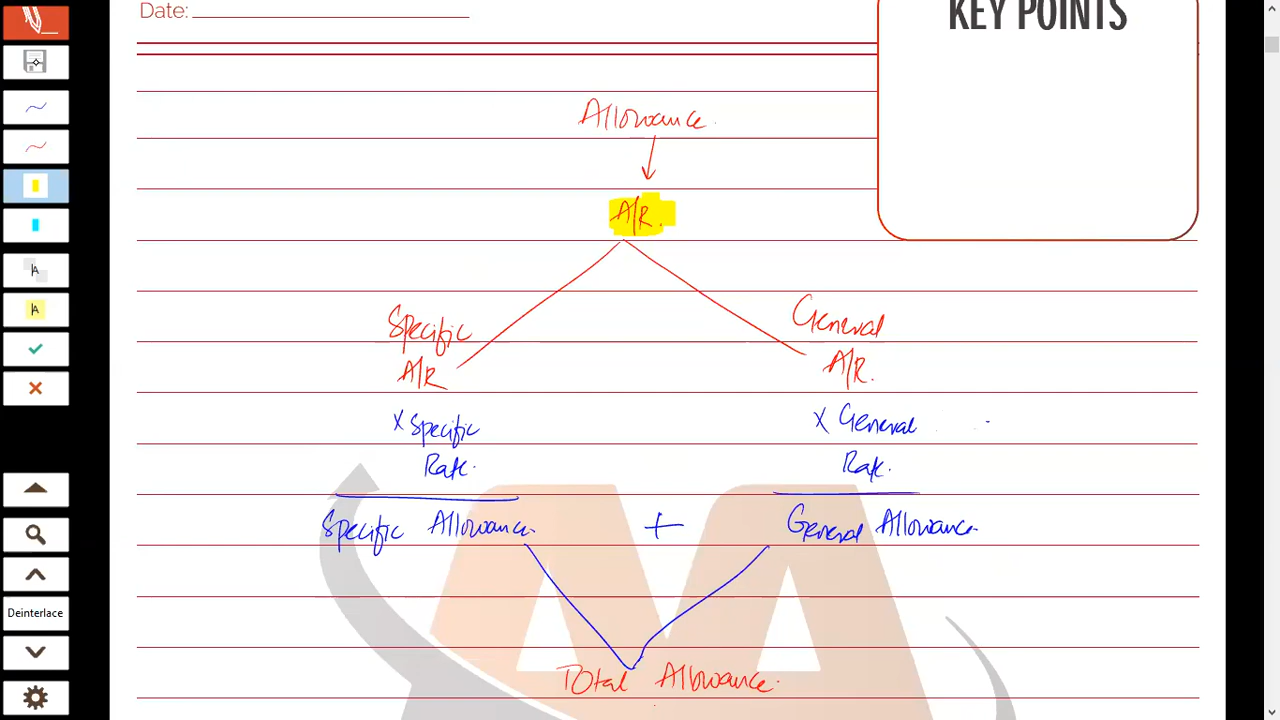 Date:
KEY POINTS
Allowance.
A/R.
Specific
A/R
General
A/R.
x Specific
Rate.
x General
Rate.
Specific Allowance.
+
General Allowance.
Total Allowance.
Deinterlace